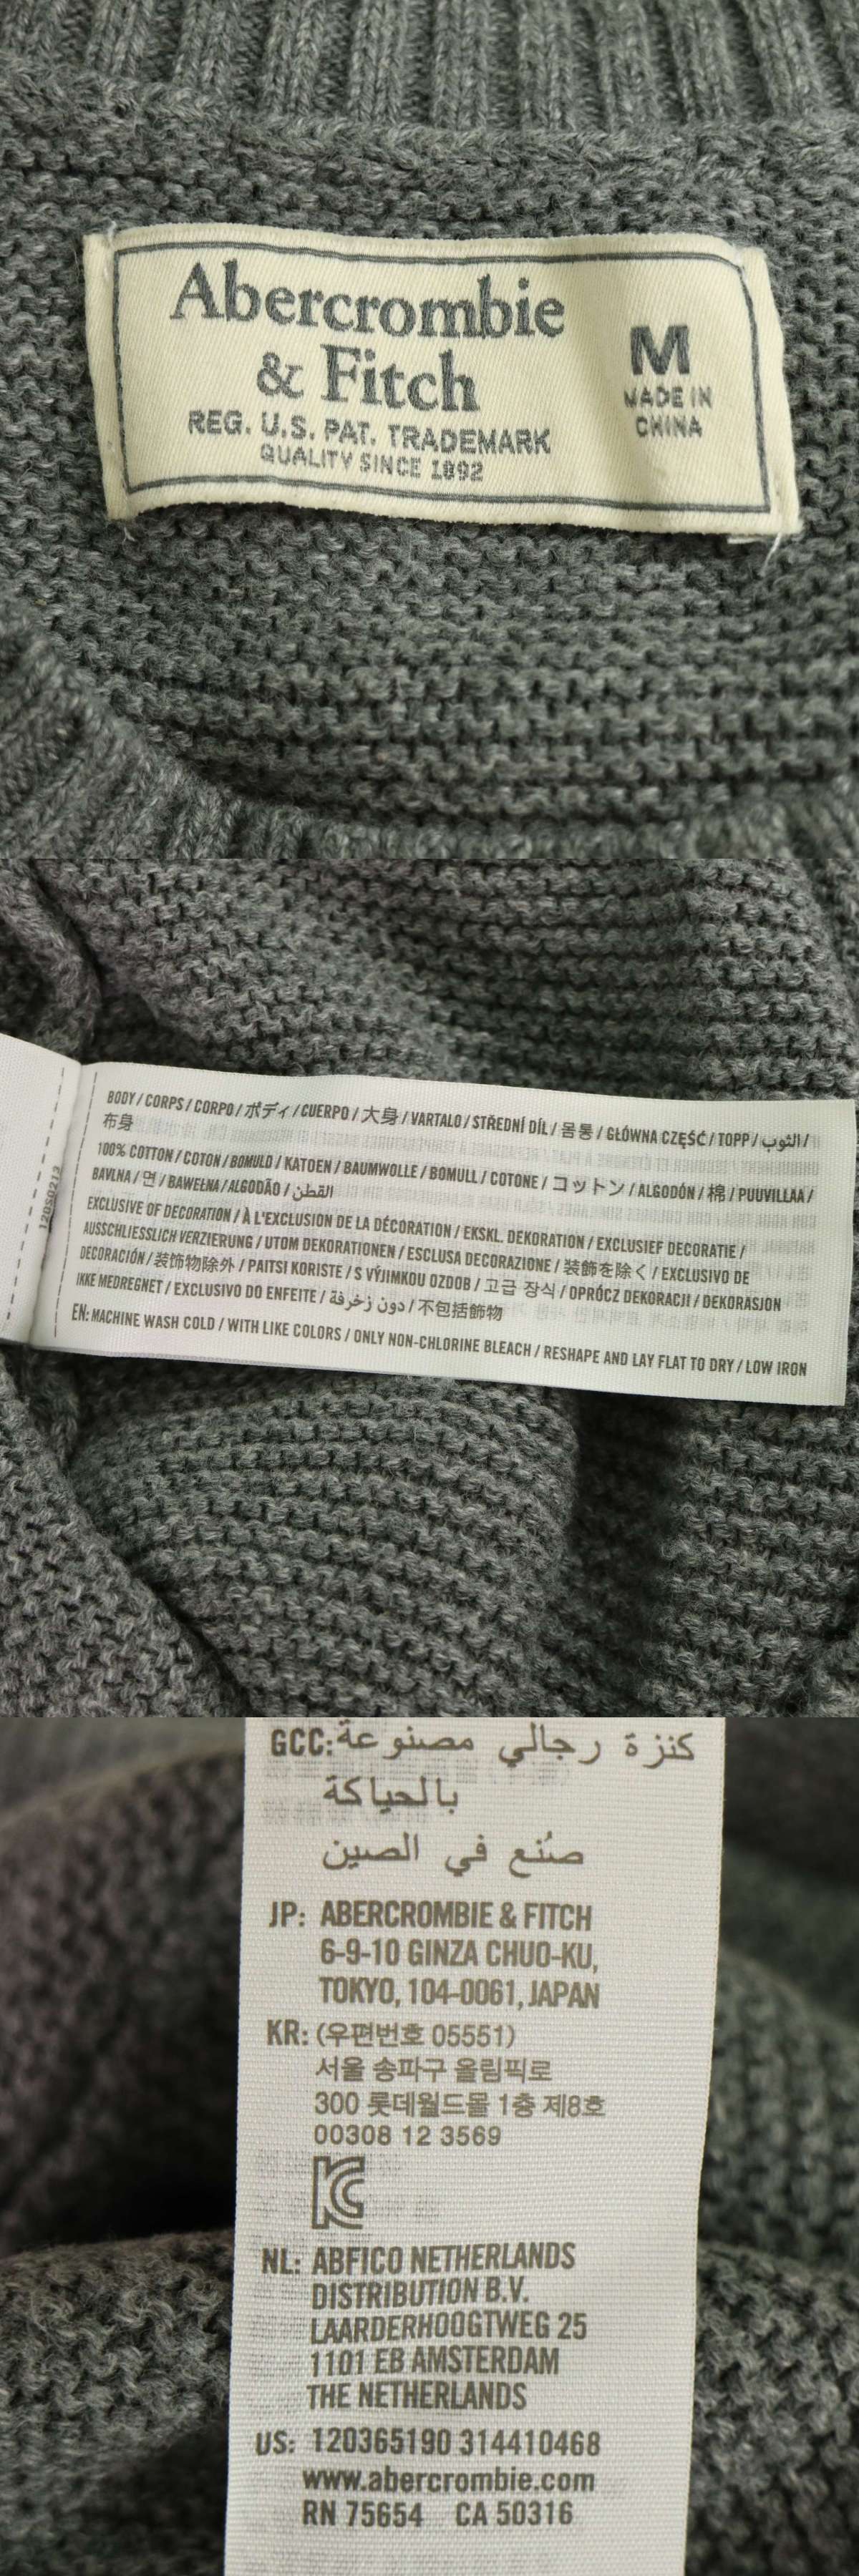 Abercrombie
& Fitch
REG. U.S. PAT. TRADEMARK
QUALITY SINCE 1892
M
MADE IN
CHINA
BODY / CORPS / CORPO / ボディ / CUERPO / 大身 / VARTALO / STŘEDNÍ DÍL / 몸통 / GŁÓWNA CZĘŚĆ / TOPP / الثوب /
布身
100% COTTON / COTON / BOMULD / KATOEN / BAUMWOLLE / BOMULL / COTONE / コットン / ALGODÓN / 棉 / PUUVILLAA /
BAVLNA / 면 / BAWEŁNA / ALGODÃO / القطن
EXCLUSIVE OF DECORATION / À L'EXCLUSION DE LA DÉCORATION / EKSKL. DEKORATION / EXCLUSIEF DECORATIE /
AUSSCHLIESSLICH VERZIERUNG / UTOM DEKORATIONEN / ESCLUSA DECORAZIONE / 装飾を除く / EXCLUSIVO DE
DECORACIÓN / 装饰物除外 / PAITSI KORISTE / S VÝJIMKOU OZDOB / 고급 장식 / OPRÓCZ DEKORACJI / DEKORASJON
IKKE MEDREGNET / EXCLUSIVO DO ENFEITE / دون زخرفة / 不包括飾物
EN: MACHINE WASH COLD / WITH LIKE COLORS / ONLY NON-CHLORINE BLEACH / RESHAPE AND LAY FLAT TO DRY / LOW IRON
GCC: كنزة رجالي مصنوعة
بالحياكة
صُنع في الصين
JP: ABERCROMBIE & FITCH
6-9-10 GINZA CHUO-KU,
TOKYO, 104-0061, JAPAN
KR: (우편번호 05551)
서울 송파구 올림픽로
300 롯데월드몰 1층 제8호
00308 12 3569
NL: ABFICO NETHERLANDS
DISTRIBUTION B.V.
LAARDERHOOGTWEG 25
1101 EB AMSTERDAM
THE NETHERLANDS
US: 120365190 314410468
www.abercrombie.com
RN 75654 CA 50316